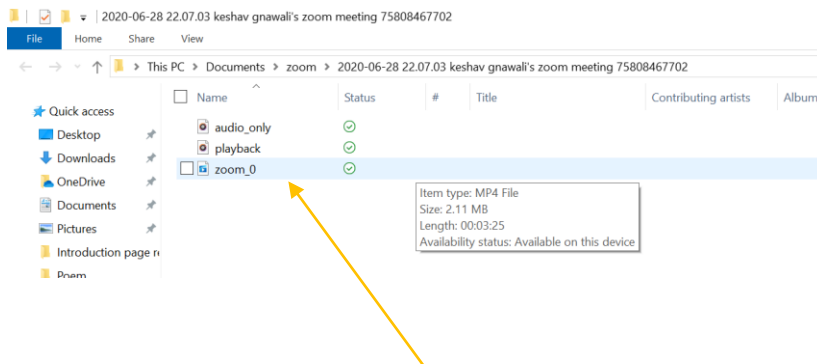 2020-06-28 22.07.03 keshav gnawali's zoom meeting 75808467702
File Home Share View
This PC > Documents > zoom > 2020-06-28 22.07.03 keshav gnawali's zoom meeting 75808467702
Name Status # Title Contributing artists Album
Quick access
Desktop
Downloads
OneDrive
Documents
Pictures
Introduction page re
Poem
audio_only
playback
zoom_0
Item type: MP4 File
Size: 2.11 MB
Length: 00:03:25
Availability status: Available on this device